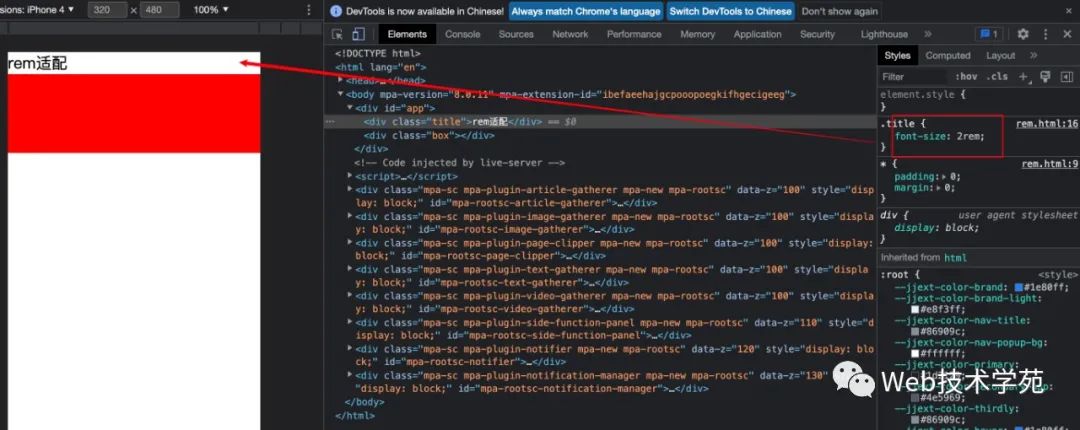 sions: iPhone 4 ▼ 320 × 480 100% ▼
DevTools is now available in Chinese! Always match Chrome's language Switch DevTools to Chinese Don't show again
Elements Console Sources Network Performance Memory Application Security Lighthouse » 1
rem适配
<!DOCTYPE html>
<html lang="en">
<head>…</head>
<body mpa-version="8.0.11" mpa-extension-id="ibefaeehajgcpooopoegkifhgecigeeg">
<div id="app">
<div class="title">rem适配</div> == $0
<div class="box"></div>
</div>
<!-- Code injected by live-server -->
<script>…</script>
<div class="mpa-sc mpa-plugin-article-gatherer mpa-new mpa-rootsc" data-z="100" style="disp
lay: block;" id="mpa-rootsc-article-gatherer">…</div>
<div class="mpa-sc mpa-plugin-image-gatherer mpa-new mpa-rootsc" data-z="100" style="displa
y: block;" id="mpa-rootsc-image-gatherer">…</div>
<div class="mpa-sc mpa-plugin-page-clipper mpa-new mpa-rootsc" data-z="100" style="display:
block;" id="mpa-rootsc-page-clipper">…</div>
<div class="mpa-sc mpa-plugin-text-gatherer mpa-new mpa-rootsc" data-z="100" style="displa
y: block;" id="mpa-rootsc-text-gatherer">…</div>
<div class="mpa-sc mpa-plugin-video-gatherer mpa-new mpa-rootsc" data-z="100" style="displa
y: block;" id="mpa-rootsc-video-gatherer">…</div>
<div class="mpa-sc mpa-plugin-side-function-panel mpa-new mpa-rootsc" data-z="110" style="d
isplay: block;" id="mpa-rootsc-side-function-panel">…</div>
<div class="mpa-sc mpa-plugin-notifier mpa-new mpa-rootsc" data-z="120" style="display: blo
ck;" id="mpa-rootsc-notifier">…</div>
<div class="mpa-sc mpa-plugin-notification-manager mpa-new mpa-rootsc" data-z="130"
"display: block;" id="mpa-rootsc-notification-manager">…</div>
</body>
</html>
Styles Computed Layout »
Filter :hov .cls +
element.style {
}
.title { rem.html:16
font-size: 2rem;
}
* { rem.html:9
padding: 0;
margin: 0;
}
div { user agent stylesheet
display: block;
}
Inherited from html
:root { <style>
--jjext-color-brand: #1e80ff;
--jjext-color-brand-light:
#e8f3ff;
--jjext-color-nav-title:
#86909c;
--jjext-color-nav-popup-bg:
#ffffff;
--jjext-color-primary:
#4e5969;
--jjext-color-thirdly:
#86909c;
Web技术学苑